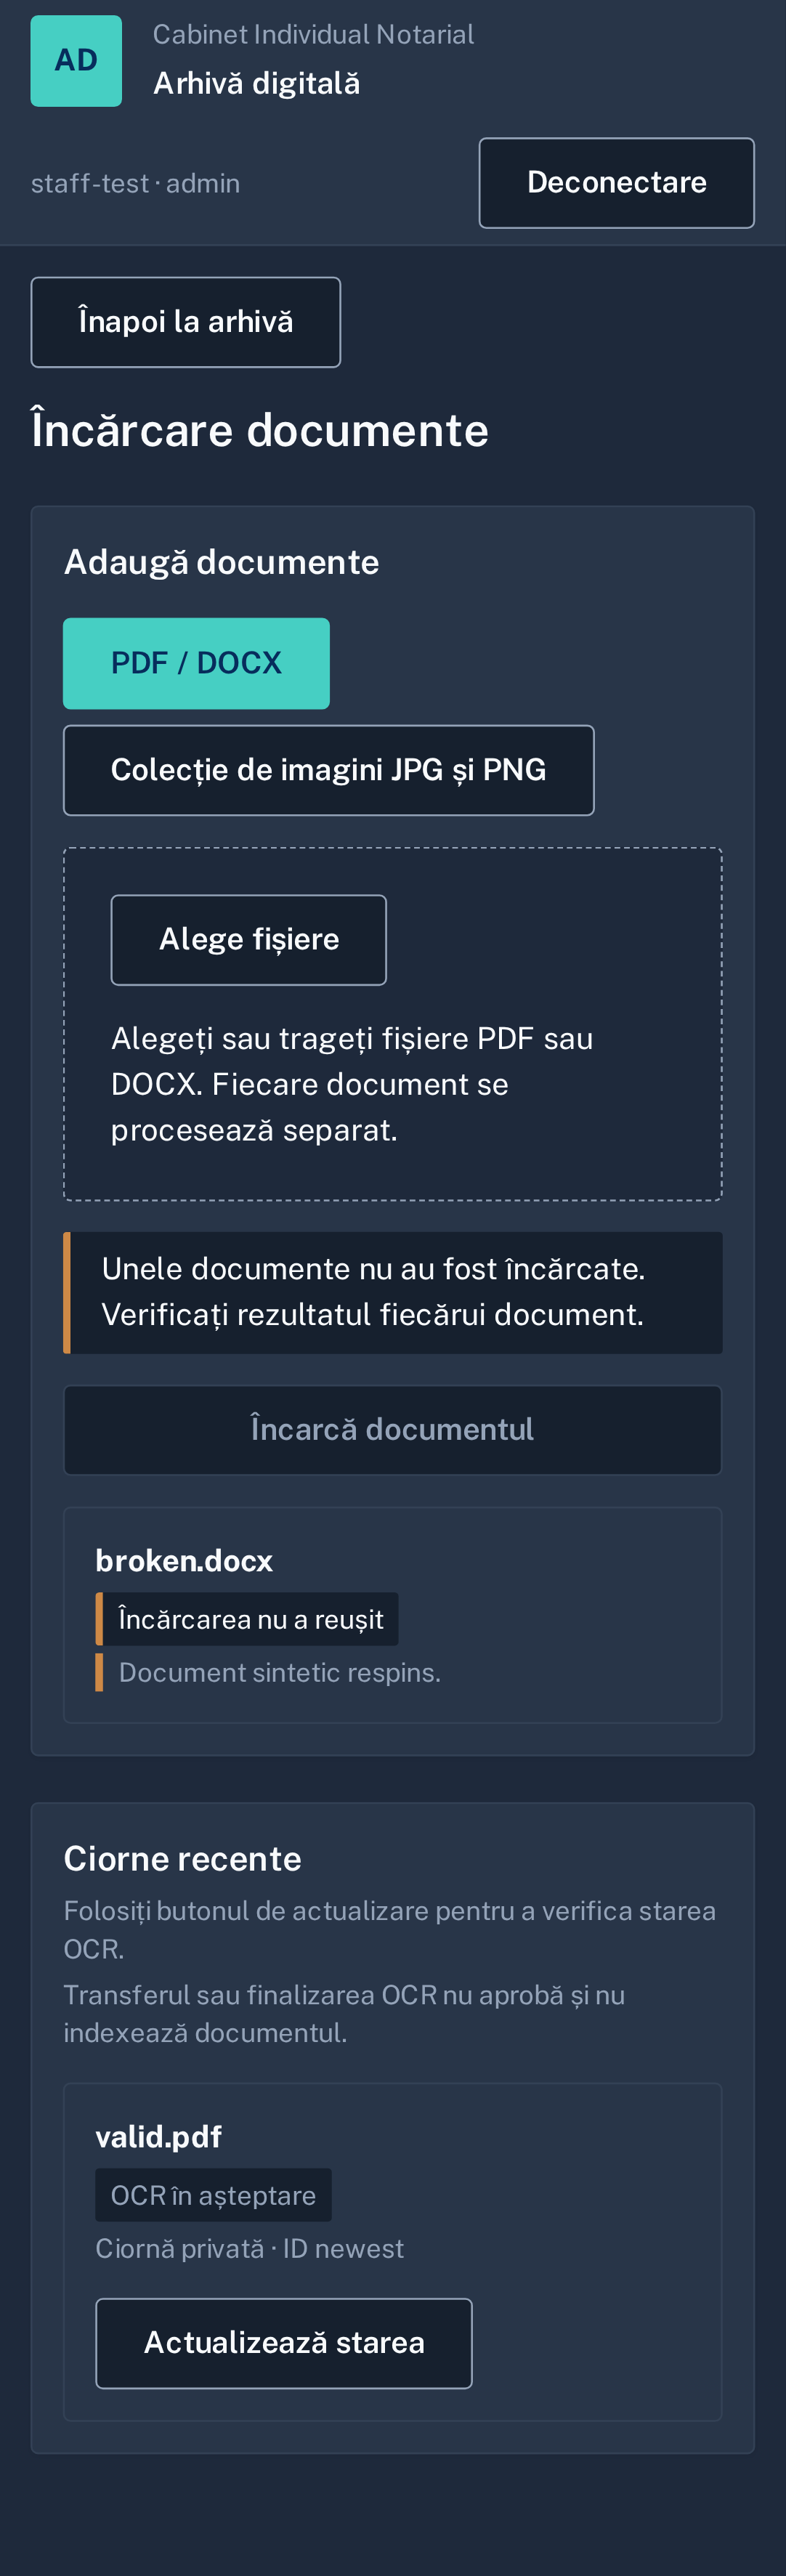 AD
Cabinet Individual Notarial
Arhivă digitală
staff-test · admin
Deconectare
Înapoi la arhivă
Încărcare documente
Adaugă documente
PDF / DOCX
Colecție de imagini JPG și PNG
Alege fișiere
Alegeți sau trageți fișiere PDF sau
DOCX. Fiecare document se
procesează separat.
Unele documente nu au fost încărcate.
Verificați rezultatul fiecărui document.
Încarcă documentul
broken.docx
Încărcarea nu a reușit
Document sintetic respins.
Ciorne recente
Folosiți butonul de actualizare pentru a verifica starea
OCR.
Transferul sau finalizarea OCR nu aprobă și nu
indexează documentul.
valid.pdf
OCR în așteptare
Ciornă privată · ID newest
Actualizează starea